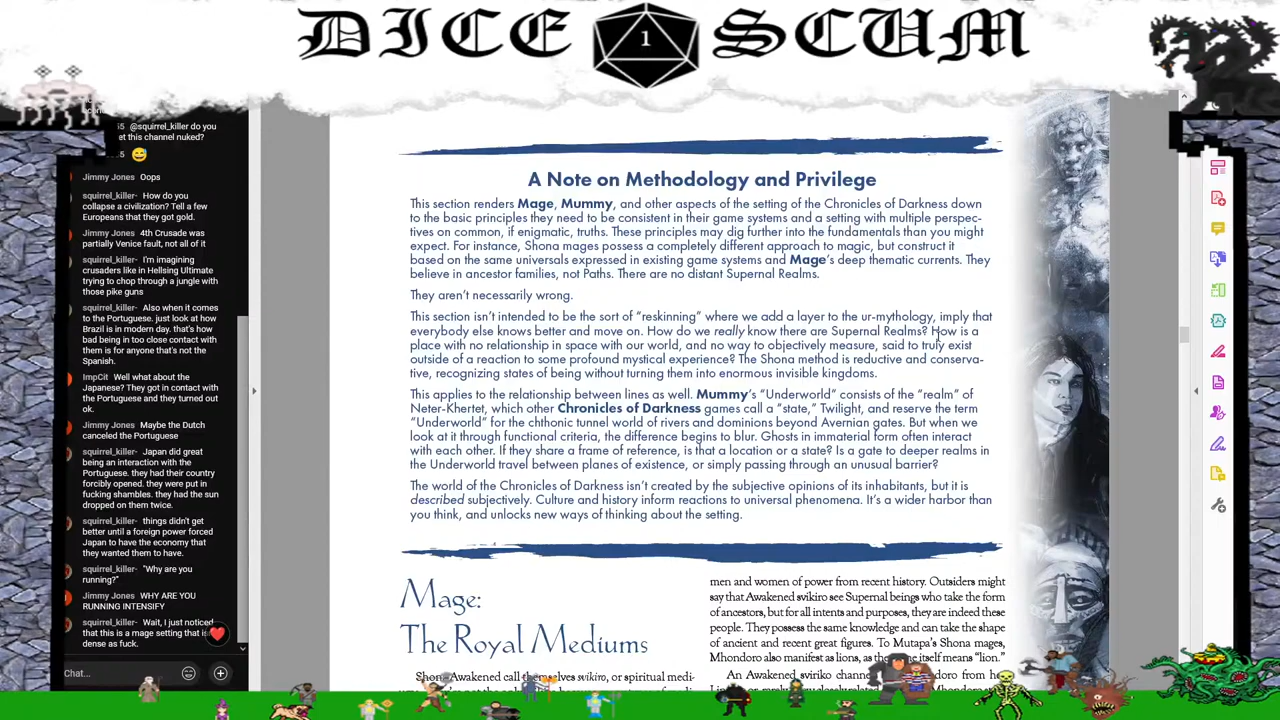 DICE 1 SCUM
55 @squirrel_killer do you
et this channel nuked?
55 😅
Jimmy Jones Oops
squirrel_killer- How do you
collapse a civilization? Tell a few
Europeans that they got gold.
Jimmy Jones 4th Crusade was
partially Venice fault, not all of it
squirrel_killer- I'm imagining
crusaders like in Hellsing Ultimate
trying to chop through a jungle with
those pike guns
squirrel_killer- Also when it comes
to the Portuguese. just look at how
Brazil is in modern day. that's how
bad being in too close contact with
them is for anyone that's not the
Spanish.
ImpCit Well what about the
Japanese? They got in contact with
the Portuguese and they turned out
ok.
Jimmy Jones Maybe the Dutch
canceled the Portuguese
squirrel_killer- Japan did great
being an interaction with the
Portuguese. they had their country
forcibly opened. they were put in
fucking shambles. they had the sun
dropped on them twice.
squirrel_killer- things didn't get
better until a foreign power forced
Japan to have the economy that
they wanted them to have.
squirrel_killer- "Why are you
running?"
Jimmy Jones WHY ARE YOU
RUNNING INTENSIFY
squirrel_killer- Wait, I just noticed
that this is a mage setting that is
dense as fuck.
Chat...
A Note on Methodology and Privilege
This section renders Mage, Mummy, and other aspects of the setting of the Chronicles of Darkness down
to the basic principles they need to be consistent in their game systems and a setting with multiple perspec-
tives on common, if enigmatic, truths. These principles may dig further into the fundamentals than you might
expect. For instance, Shona mages possess a completely different approach to magic, but construct it
based on the same universals expressed in existing game systems and Mage's deep thematic currents. They
believe in ancestor families, not Paths. There are no distant Supernal Realms.
They aren't necessarily wrong.
This section isn't intended to be the sort of "reskinning" where we add a layer to the ur-mythology, imply that
everybody else knows better and move on. How do we really know there are Supernal Realms? How is a
place with no relationship in space with our world, and no way to objectively measure, said to truly exist
outside of a reaction to some profound mystical experience? The Shona method is reductive and conserva-
tive, recognizing states of being without turning them into enormous invisible kingdoms.
This applies to the relationship between lines as well. Mummy's "Underworld" consists of the "realm" of
Neter-Khertet, which other Chronicles of Darkness games call a "state," Twilight, and reserve the term
"Underworld" for the chthonic tunnel world of rivers and dominions beyond Avernian gates. But when we
look at it through functional criteria, the difference begins to blur. Ghosts in immaterial form often interact
with each other. If they share a frame of reference, is that a location or a state? Is a gate to deeper realms in
the Underworld travel between planes of existence, or simply passing through an unusual barrier?
The world of the Chronicles of Darkness isn't created by the subjective opinions of its inhabitants, but it is
described subjectively. Culture and history inform reactions to universal phenomena. It's a wider harbor than
you think, and unlocks new ways of thinking about the setting.
Mage:
The Royal Mediums
Shona Awakened call themselves svikiro, or spiritual medi-
men and women of power from recent history. Outsiders might
say that Awakened svikiro see Supernal beings who take the form
of ancestors, but for all intents and purposes, they are indeed these
people. They possess the same knowledge and can take the shape
of ancient and recent great figures. To Mutapa's Shona mages,
Mhondoro also manifest as lions, as the itself means "lion."
An Awakened sviriko